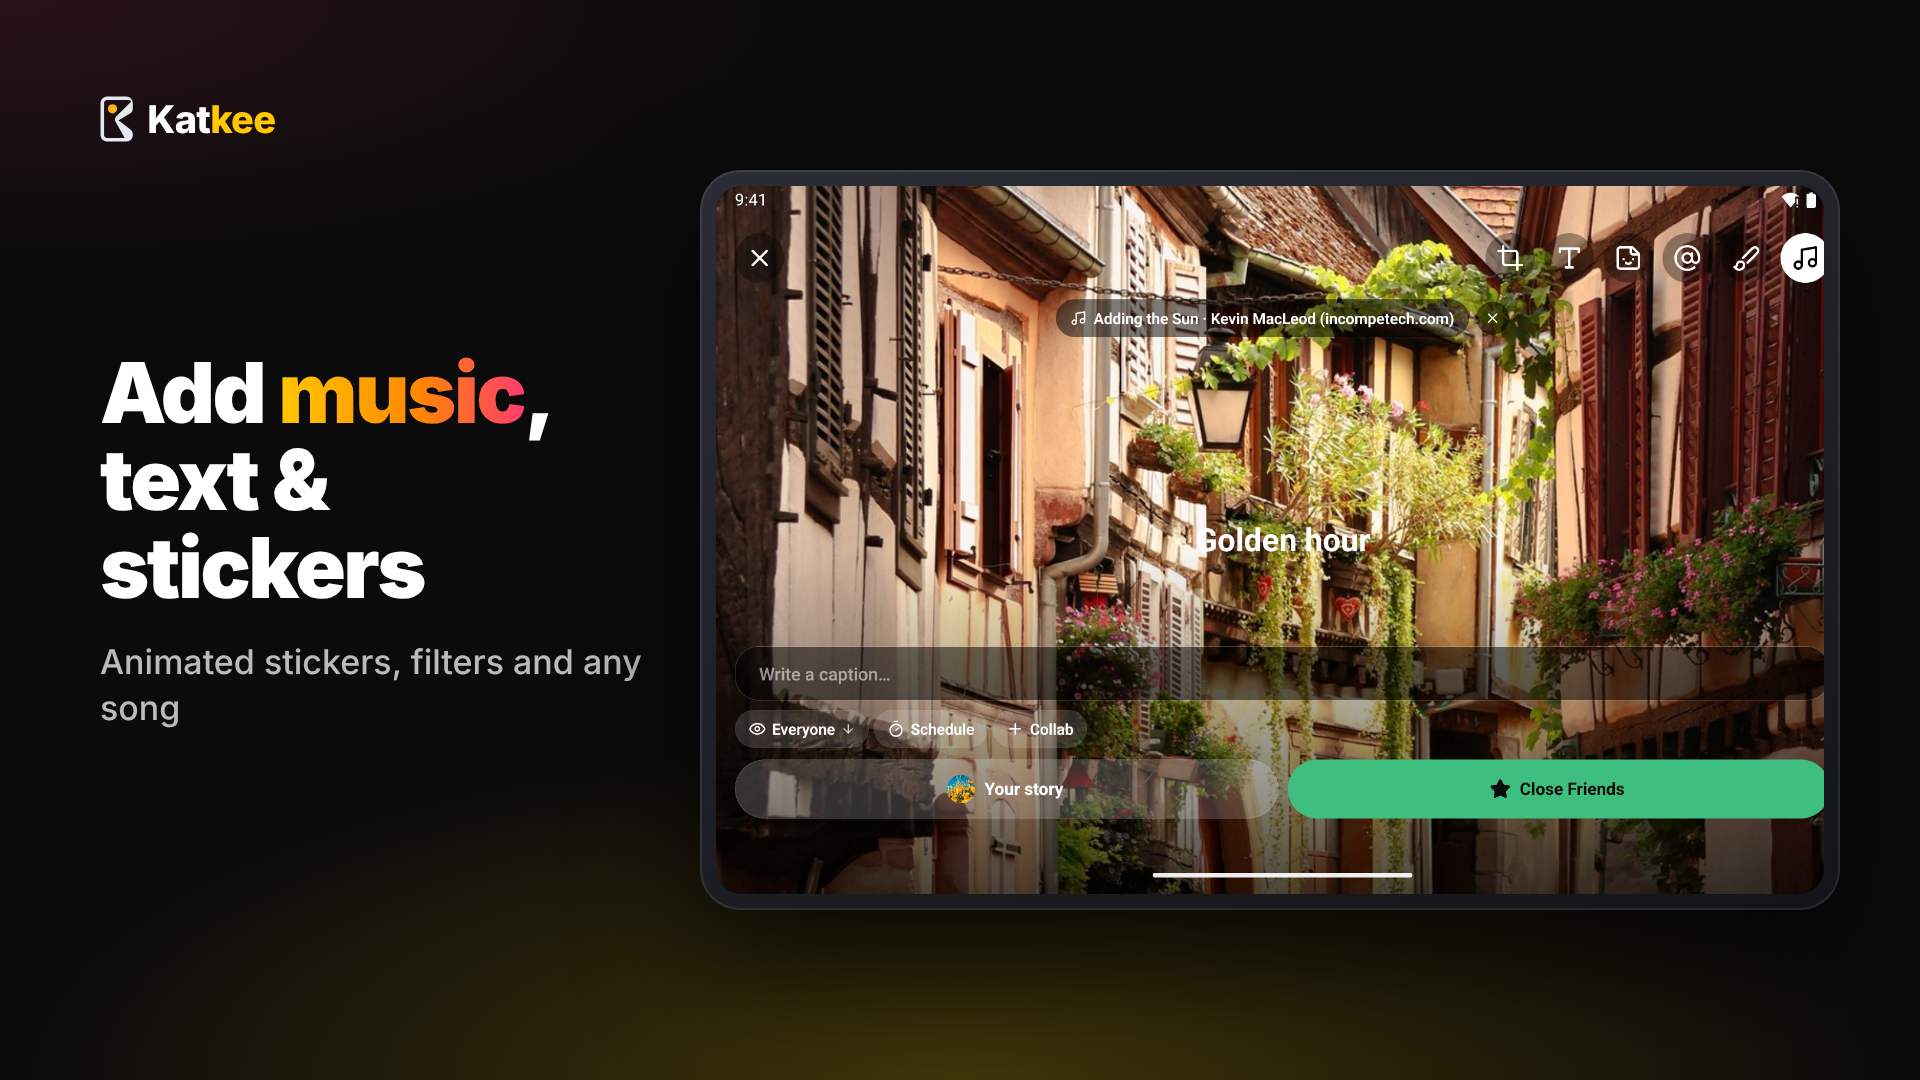 Katkee
Add music,
text &
stickers
Animated stickers, filters and any
song
9:41
Adding the Sun · Kevin MacLeod (incompetech.com)
Golden hour
Write a caption...
Everyone
Schedule
Collab
Your story
Close Friends